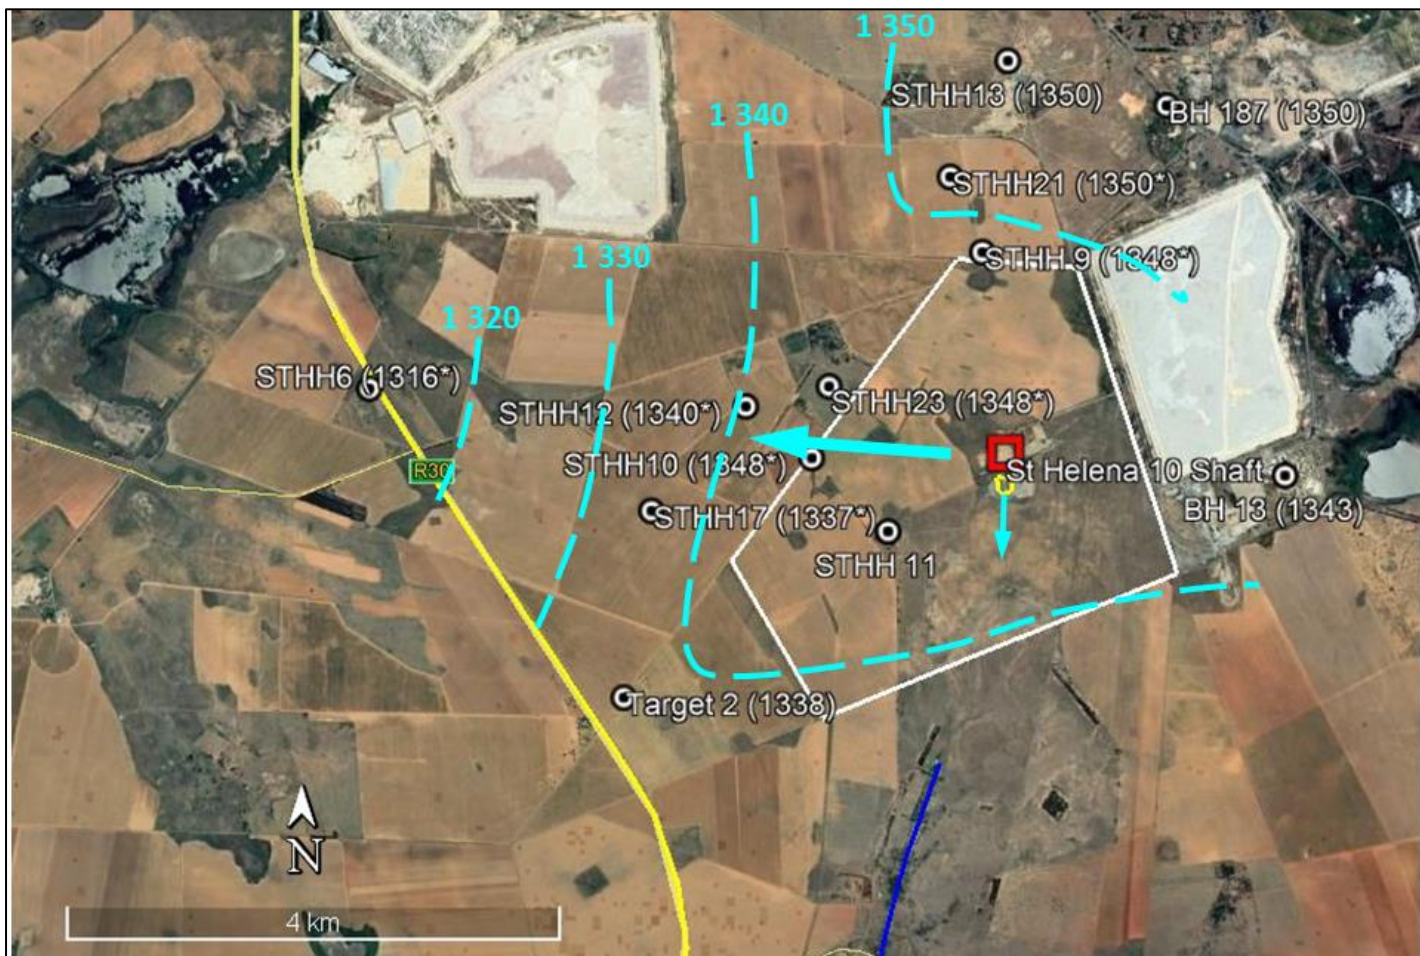 1 350
STHH13 (1350)
BH 187 (1350)
1 340
STHH21 (1350*)
1 330
STHH 9 (1348*)
1 320
STHH6 (1316*)
STHH12 (1340*)
STHH23 (1348*)
R30
STHH10 (1348*)
St Helena 10 Shaft
STHH17 (1337*)
BH 13 (1343)
STHH 11
Target 2 (1338)
N
4 km